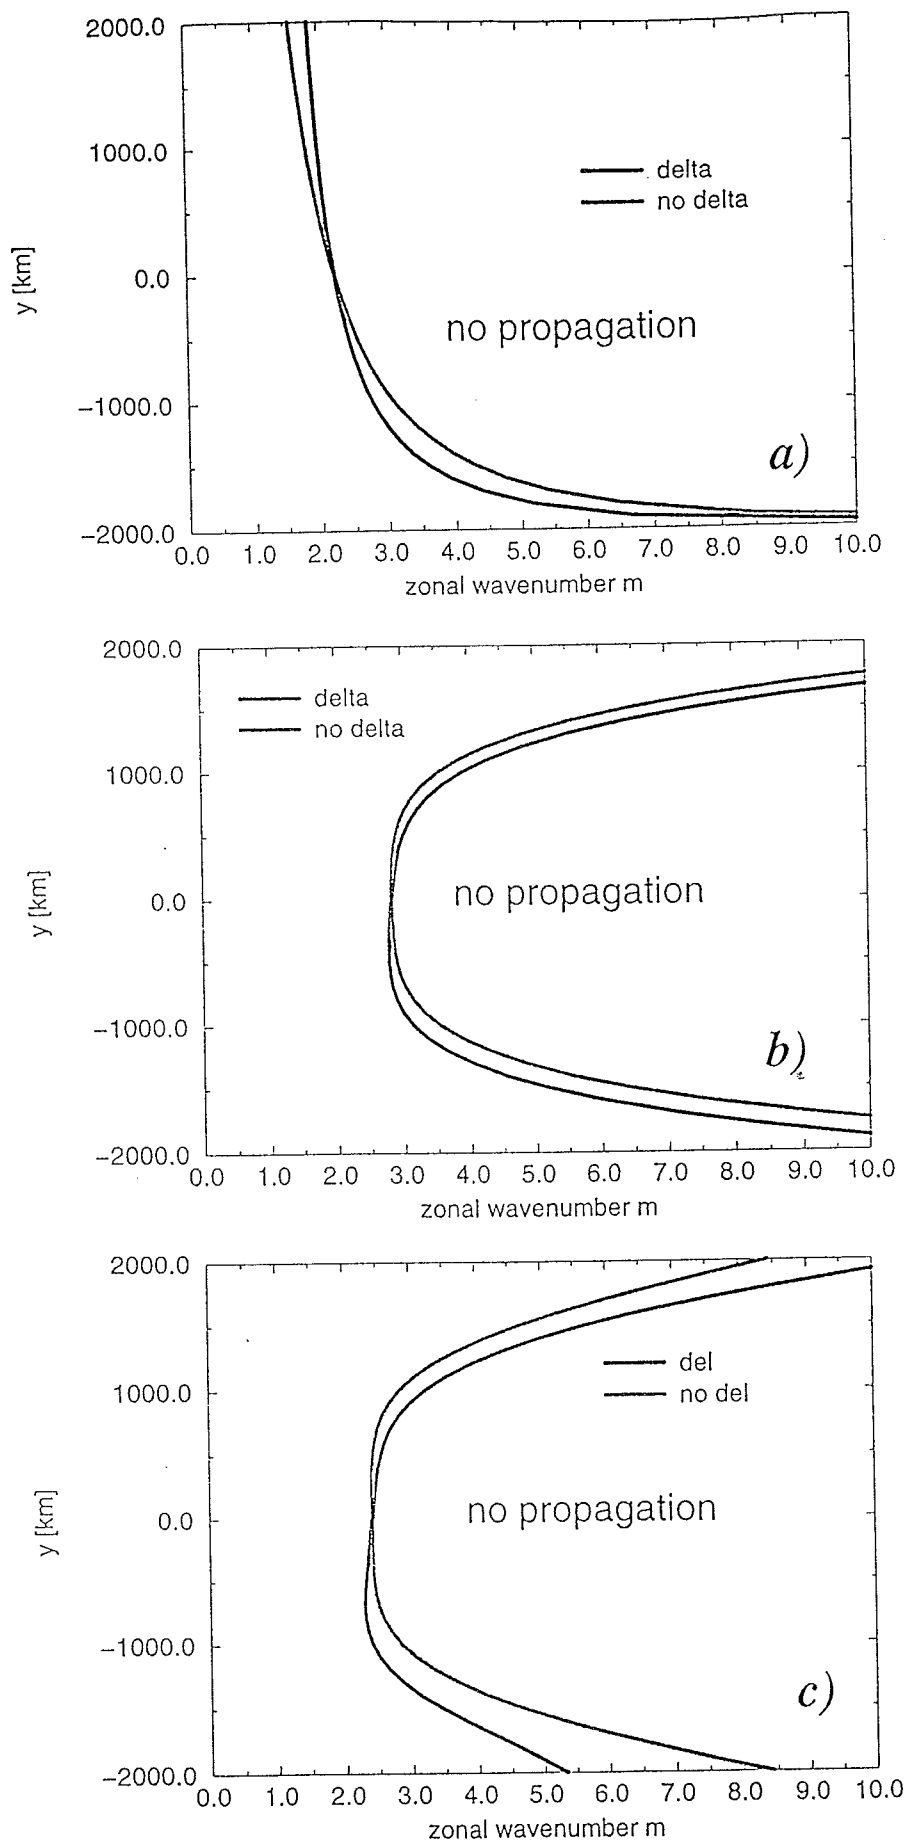 2000.0
1000.0
0.0
−1000.0
−2000.0
y [km]
delta
no delta
no propagation
a)
0.0 1.0 2.0 3.0 4.0 5.0 6.0 7.0 8.0 9.0 10.0
zonal wavenumber m
2000.0
1000.0
0.0
−1000.0
−2000.0
y [km]
delta
no delta
no propagation
b)
0.0 1.0 2.0 3.0 4.0 5.0 6.0 7.0 8.0 9.0 10.0
zonal wavenumber m
2000.0
1000.0
0.0
−1000.0
−2000.0
y [km]
del
no del
no propagation
c)
0.0 1.0 2.0 3.0 4.0 5.0 6.0 7.0 8.0 9.0 10.0
zonal wavenumber m